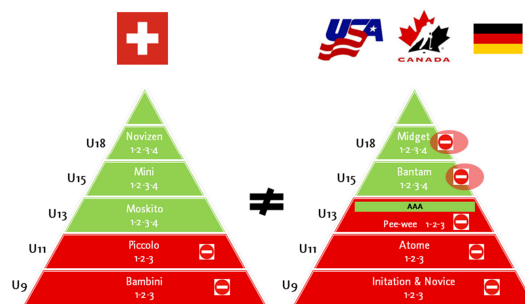 USA
CANADA
U18
Novizen
1-2-3-4
U15
Mini
1-2-3-4
U13
Moskito
1-2-3-4
U11
Piccolo
1-2-3
U9
Bambini
1-2-3
≠
U18
Midget
1-2-3-4
U15
Bantam
1-2-3-4
U13
AAA
Pee-wee 1-2-3
U11
Atome
1-2-3
U9
Initation & Novice
1-2-3